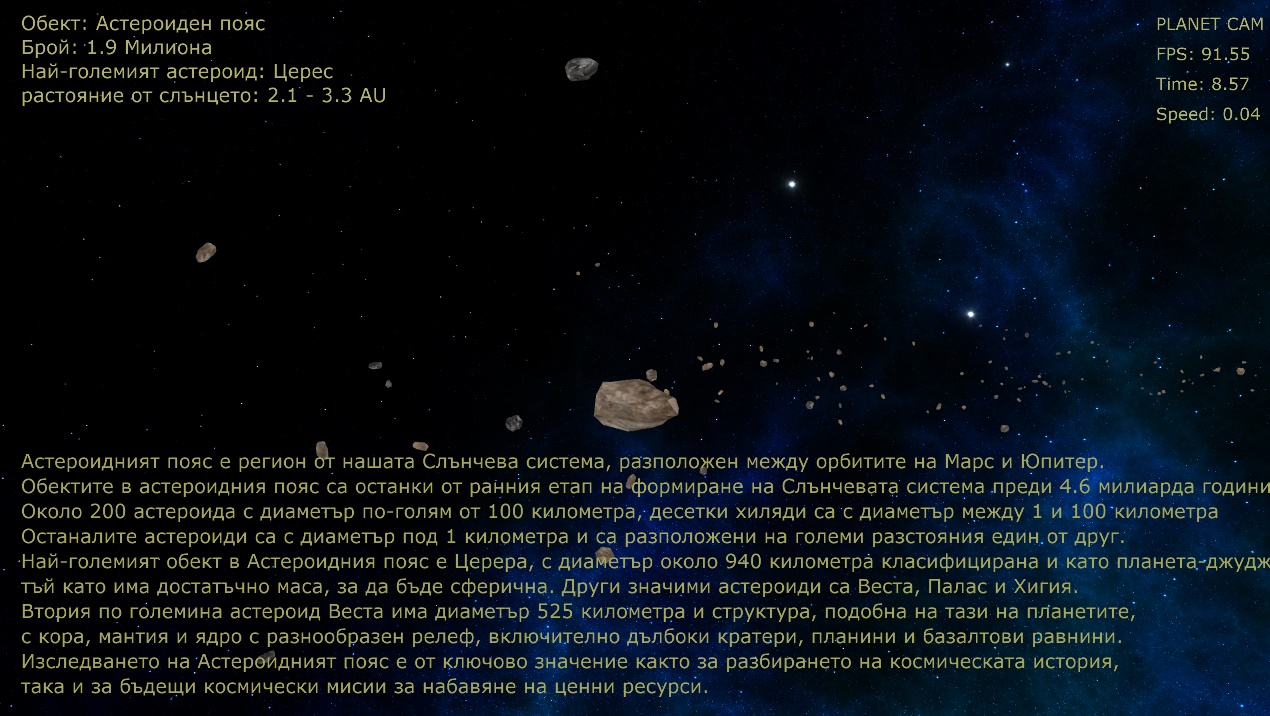 Обект: Астероиден пояс
Брой: 1.9 Милиона
Най-големият астероид: Церес
растояние от слънцето: 2.1 - 3.3 AU
PLANET CAM
FPS: 91.55
Time: 8.57
Speed: 0.04
Астероидният пояс е регион от нашата Слънчева система, разположен между орбитите на Марс и Юпитер.
Обектите в астероидния пояс са останки от ранния етап на формиране на Слънчевата система преди 4.6 милиарда години
Около 200 астероида с диаметър по-голям от 100 километра, десетки хиляди са с диаметър между 1 и 100 километра
Останалите астероиди са с диаметър под 1 километра и са разположени на големи разстояния един от друг.
Най-големият обект в Астероидния пояс е Церера, с диаметър около 940 километра класифицирана и като планета-джудж
тъй като има достатъчно маса, за да бъде сферична. Други значими астероиди са Веста, Палас и Хигия.
Втория по големина астероид Веста има диаметър 525 километра и структура, подобна на тази на планетите,
с кора, мантия и ядро с разнообразен релеф, включително дълбоки кратери, планини и базалтови равнини.
Изследването на Астероидният пояс е от ключово значение както за разбирането на космическата история,
така и за бъдещи космически мисии за набавяне на ценни ресурси.